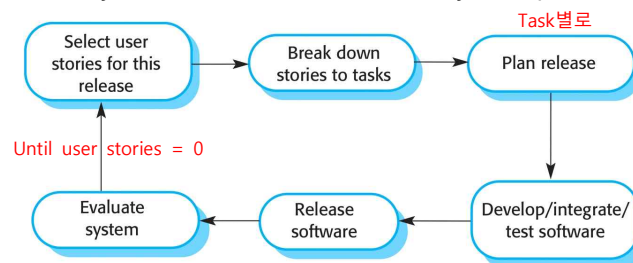 Task별로
Select user
stories for this
release
Break down
stories to tasks
Plan release
Until user stories = 0
Evaluate
system
Release
software
Develop/integrate/
test software